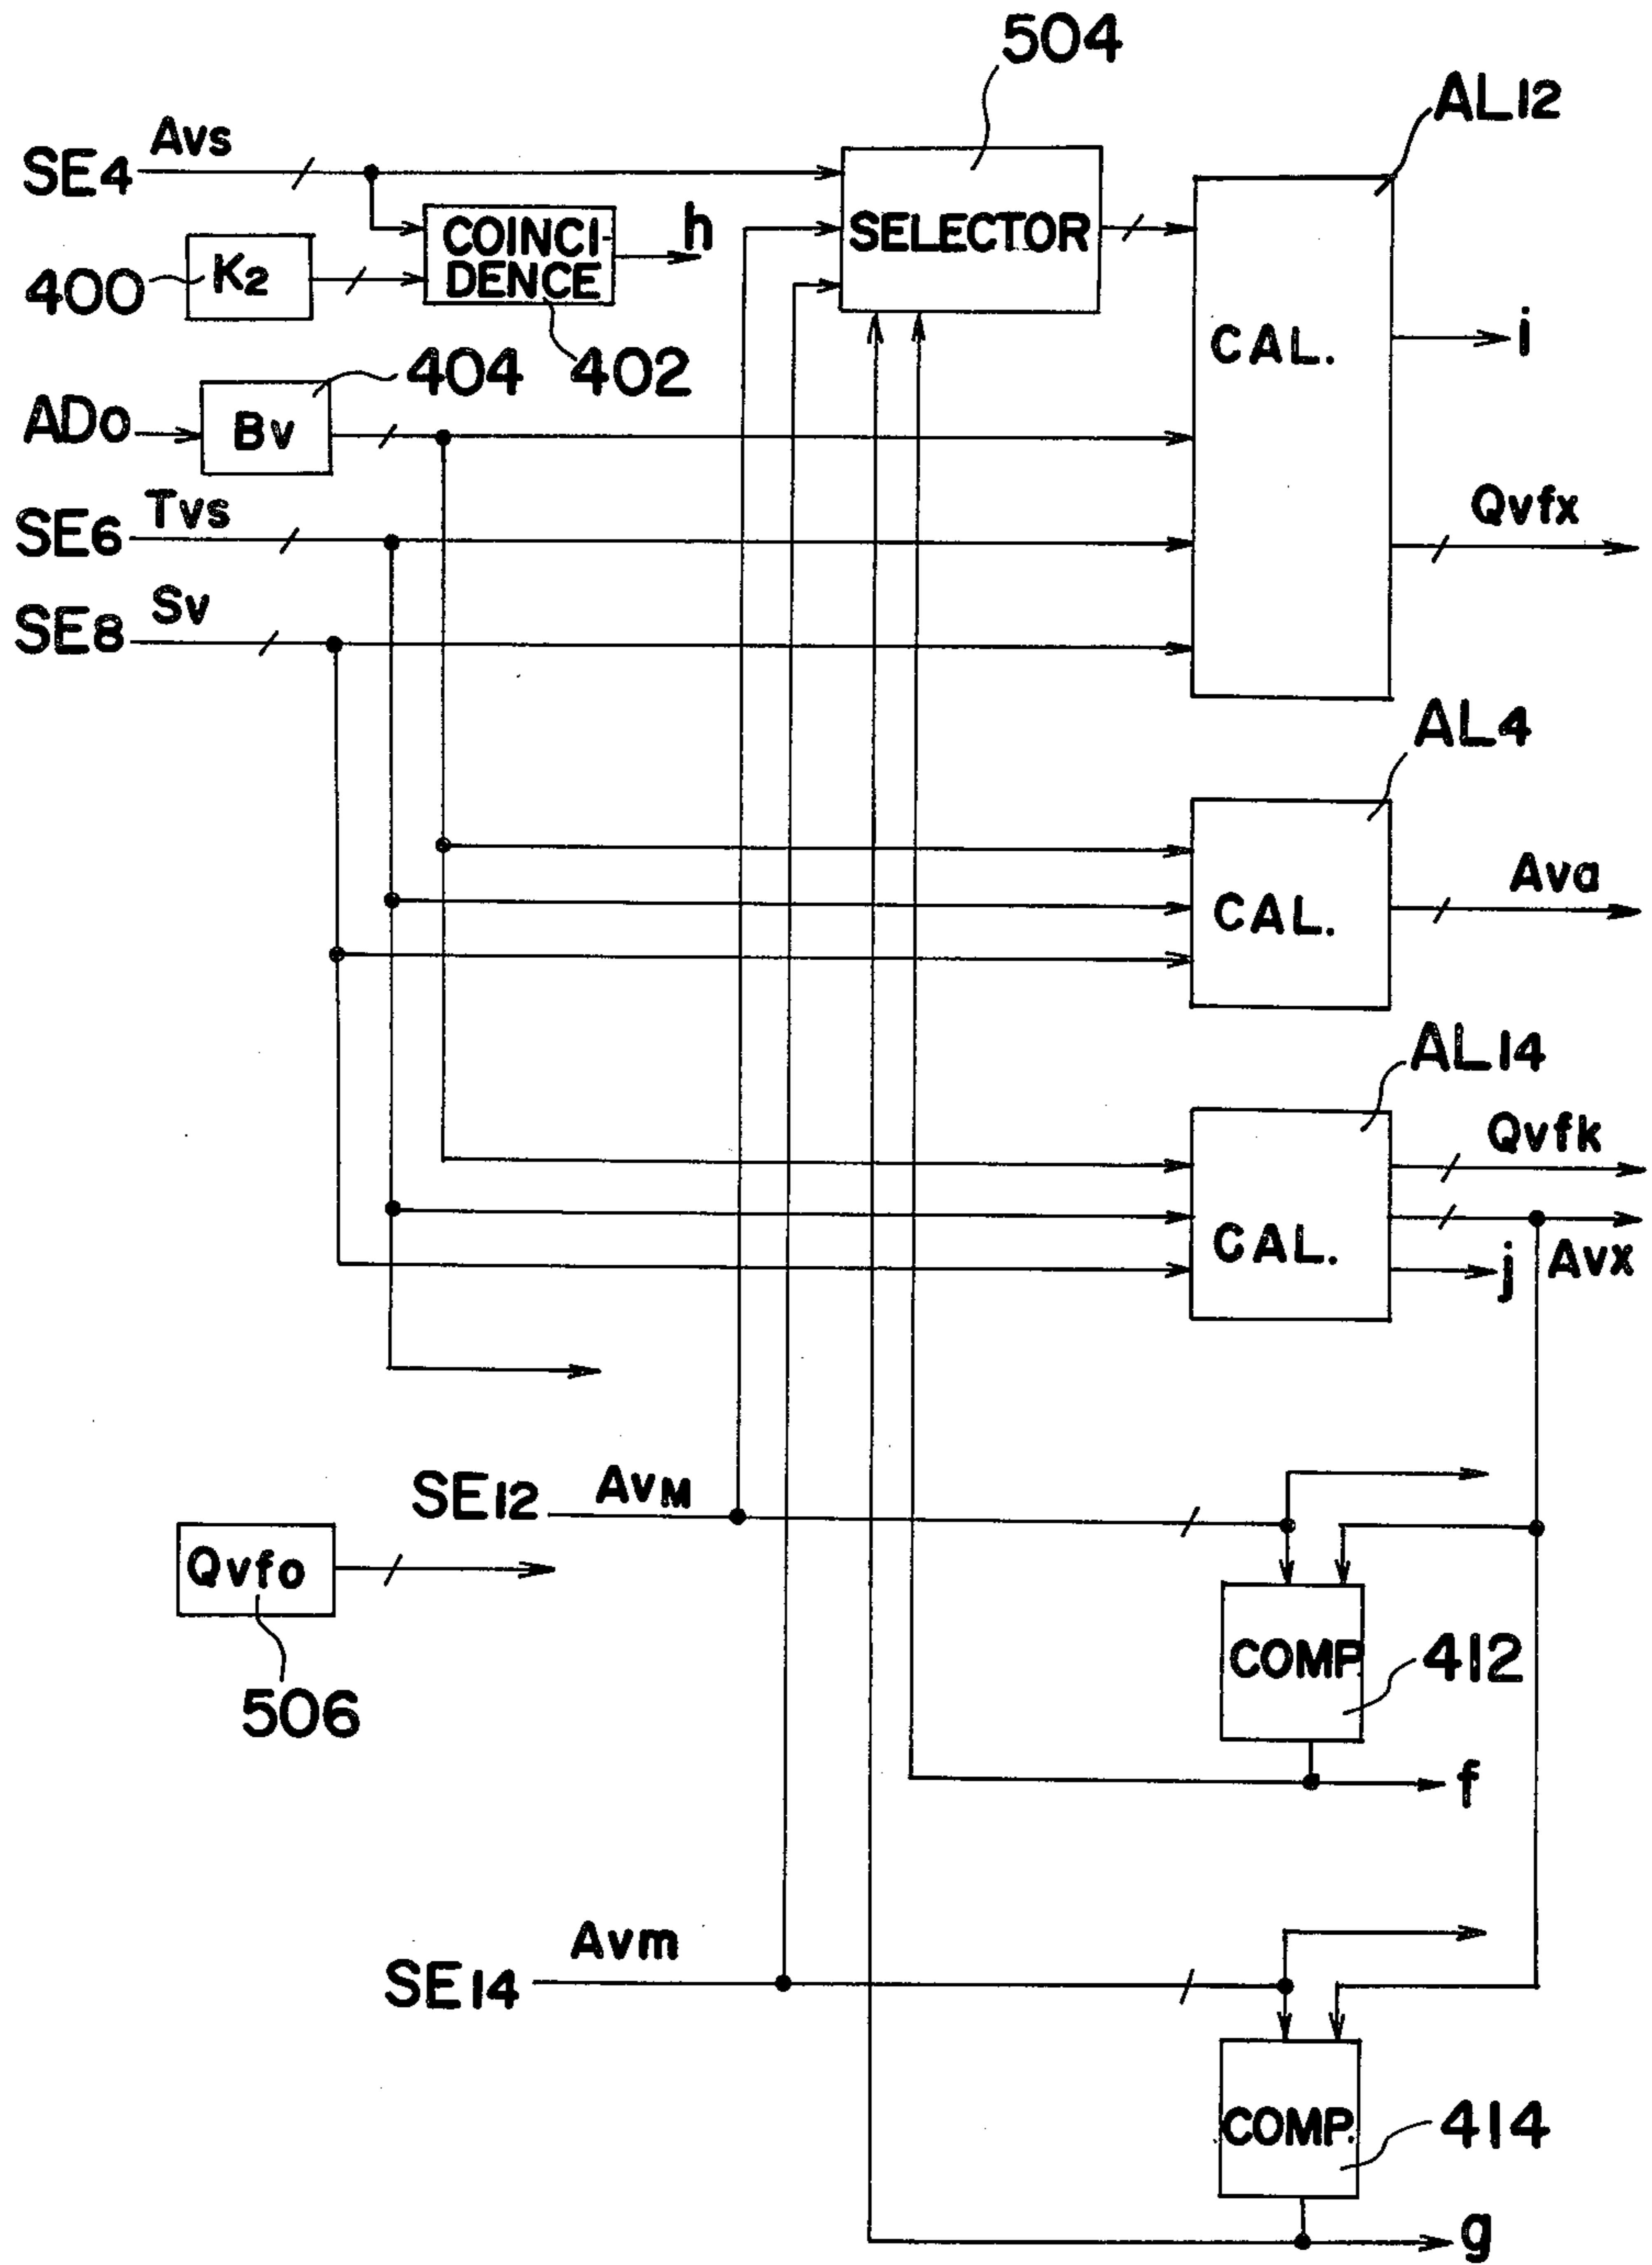 504
AL12
SE4 Avs
SELECTOR
COINCI-
DENCE
h
400 K2
402
CAL.
i
404
ADo Bv
SE6 Tvs
Qvfx
SE8 Sv
AL4
CAL.
Ava
AL14
Qvfk
CAL.
j Avx
SE12 AvM
Qvfo
506
COMP
412
f
SE14 Avm
COMP.
414
g